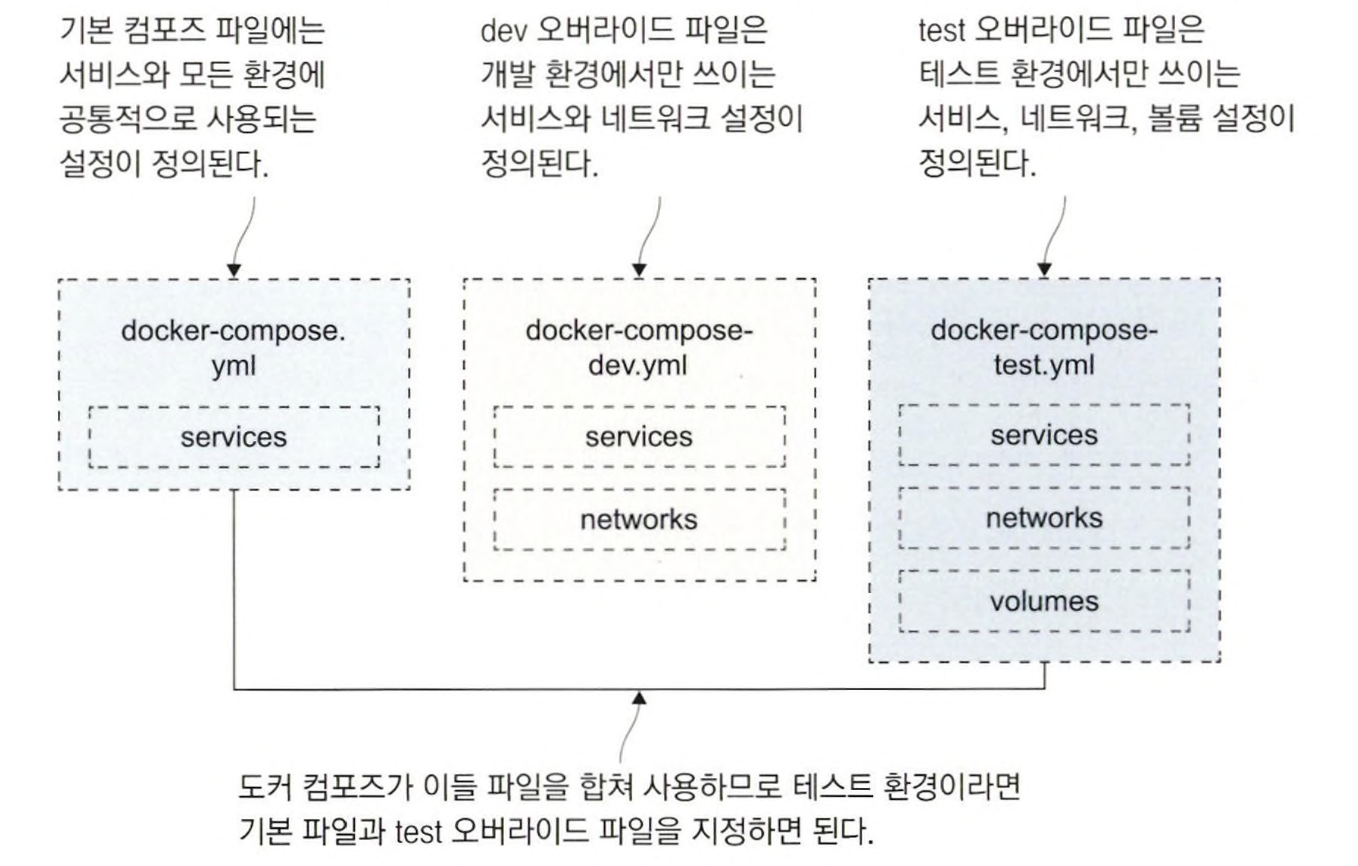 기본 컴포즈 파일에는
서비스와 모든 환경에
공통적으로 사용되는
설정이 정의된다.
dev 오버라이드 파일은
개발 환경에서만 쓰이는
서비스와 네트워크 설정이
정의된다.
test 오버라이드 파일은
테스트 환경에서만 쓰이는
서비스, 네트워크, 볼륨 설정이
정의된다.
docker-compose.
yml
services
docker-compose-
dev.yml
services
networks
docker-compose-
test.yml
services
networks
volumes
도커 컴포즈가 이들 파일을 합쳐 사용하므로 테스트 환경이라면
기본 파일과 test 오버라이드 파일을 지정하면 된다.